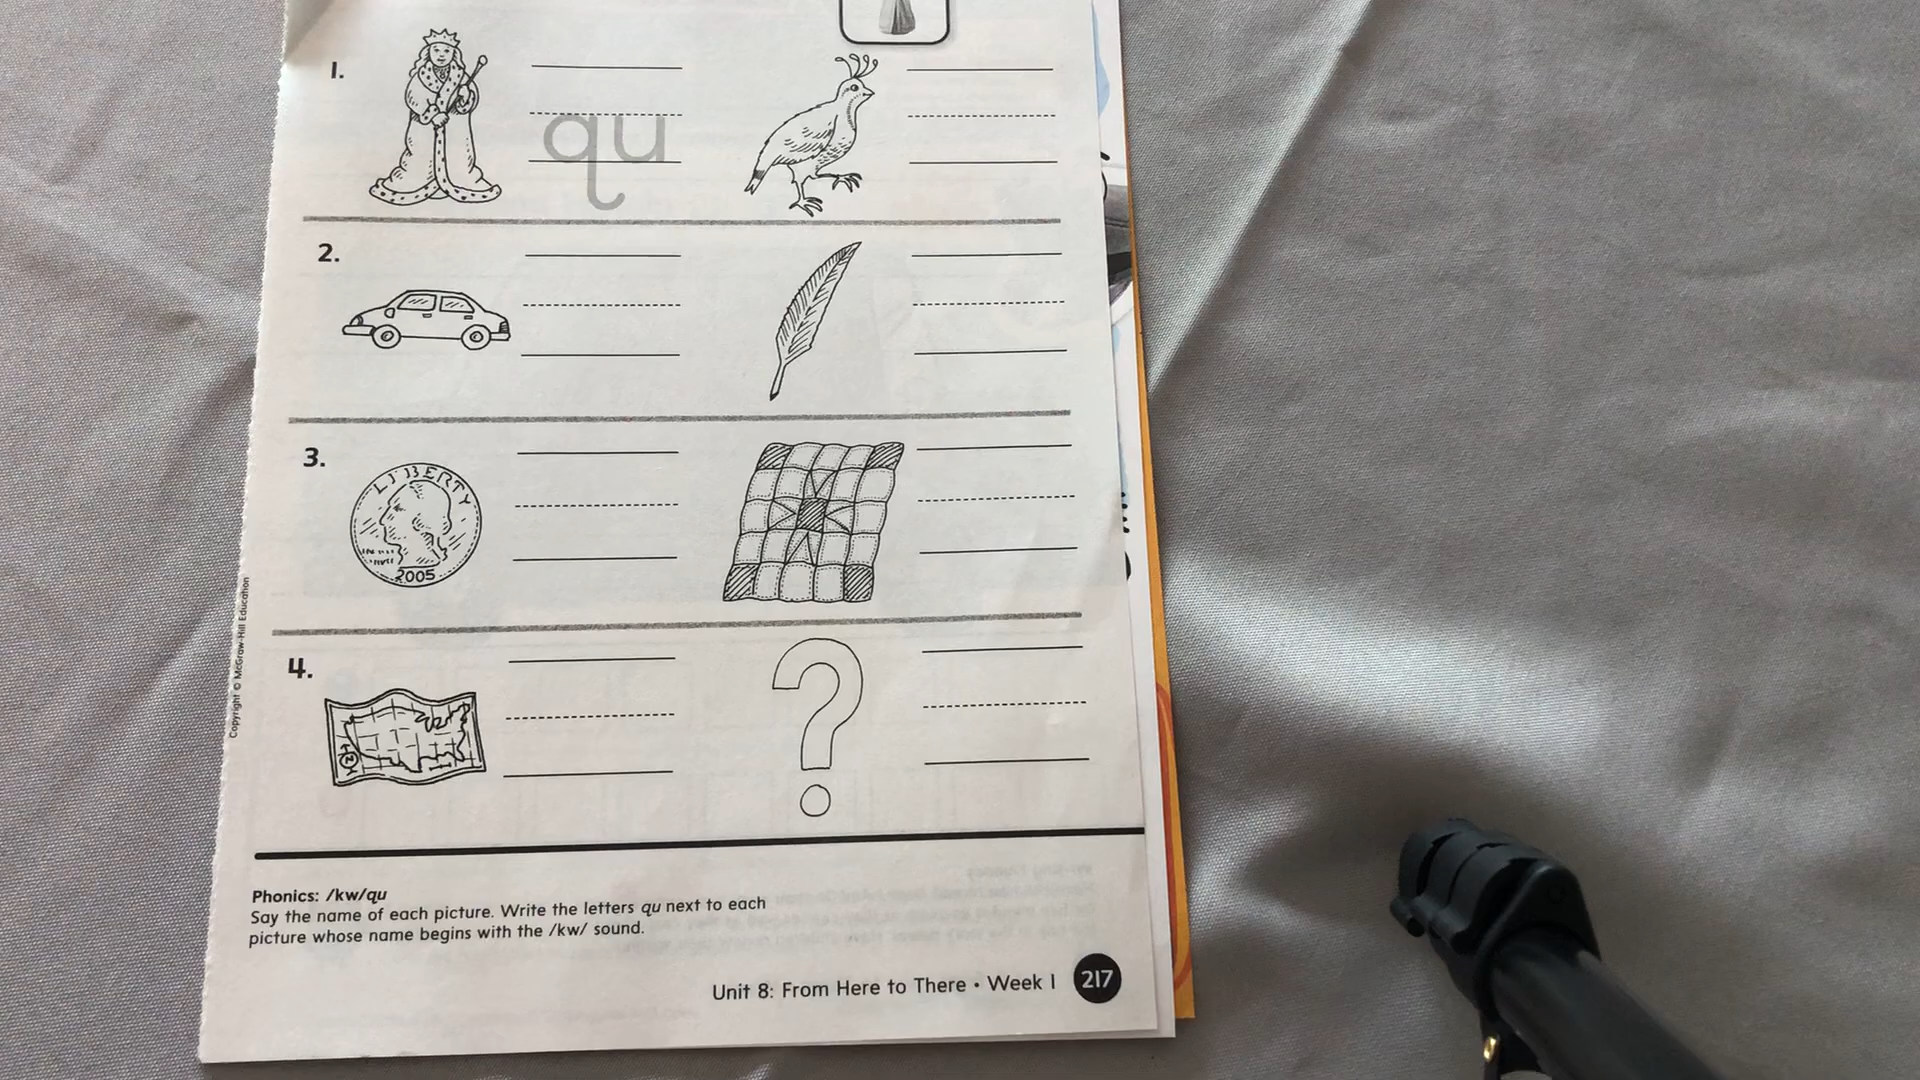 1.
qu
2.
3.
LIBERTY
2005
4.
N
Phonics: /kw/qu
Say the name of each picture. Write the letters qu next to each
picture whose name begins with the /kw/ sound.
Unit 8: From Here to There • Week 1 217
Copyright © McGraw-Hill Education